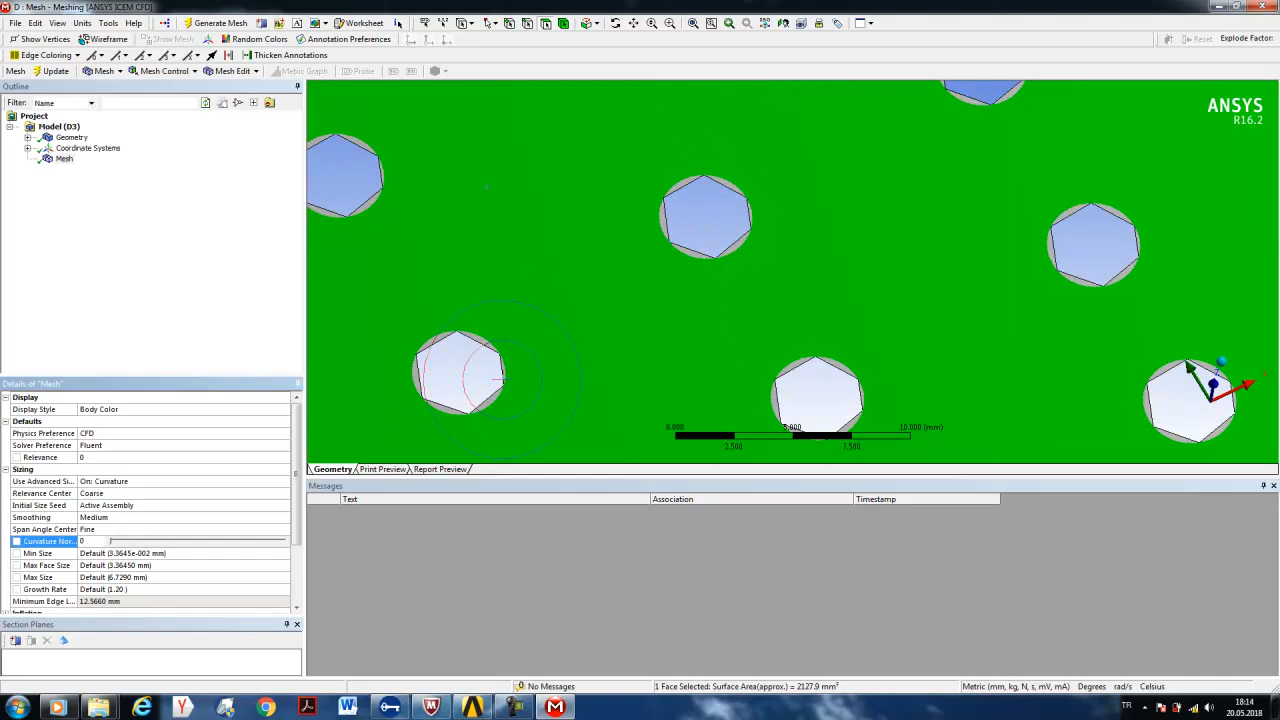 D : Mesh - Meshing [ANSYS ICEM CFD]
File Edit View Units Tools Help Generate Mesh Worksheet
Show Vertices Wireframe Show Mesh Random Colors Annotation Preferences Reset Explode Factor:
Edge Coloring Thicken Annotations
Mesh Update Mesh Mesh Control Mesh Edit Metric Graph Probe
Outline
Filter: Name
Project
Model (D3)
Geometry
Coordinate Systems
Mesh
ANSYS
R16.2
0.000 5.000 10.000 (mm)
2.500 7.500
Geometry Print Preview Report Preview
Details of "Mesh"
Display
Display Style Body Color
Defaults
Physics Preference CFD
Solver Preference Fluent
Relevance 0
Sizing
Use Advanced Si... On: Curvature
Relevance Center Coarse
Initial Size Seed Active Assembly
Smoothing Medium
Span Angle Center Fine
Curvature Nor... 0
Min Size Default (3.3645e-002 mm)
Max Face Size Default (3.36450 mm)
Max Size Default (6.7290 mm)
Growth Rate Default (1.20 )
Minimum Edge L... 12.5660 mm
Inflation
Section Planes
Messages
Text Association Timestamp
No Messages 1 Face Selected: Surface Area(approx.) = 2127.9 mm² Metric (mm, kg, N, s, mV, mA) Degrees rad/s Celsius
TR 18:14
20.05.2018